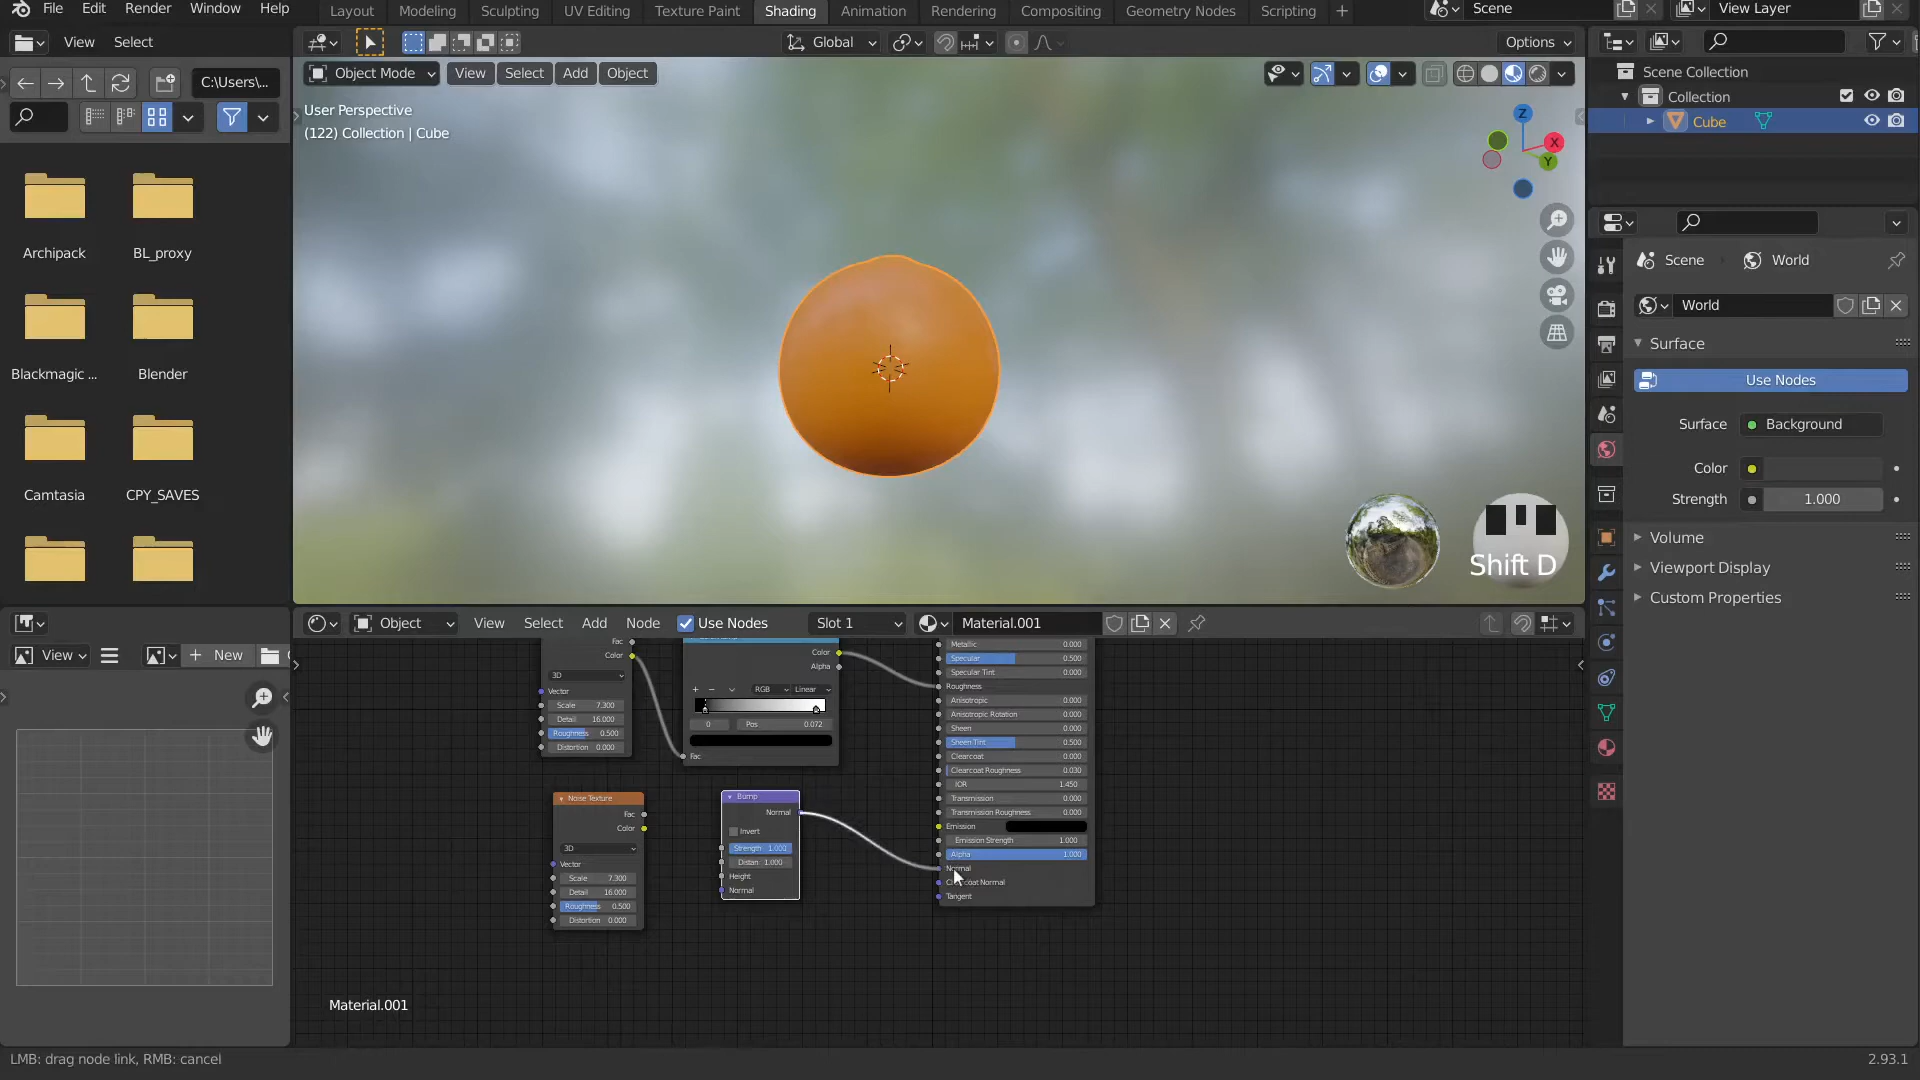 File Edit Render Window Help
Layout Modeling Sculpting UV Editing Texture Paint Shading Animation Rendering Compositing Geometry Nodes Scripting +
Scene
View Layer
View Select
Global
Options
C:\Users\...
Object Mode View Select Add Object
User Perspective
(122) Collection | Cube
Scene Collection
Collection
Cube
Z
X
Y
Archipack
BL_proxy
Blackmagic ...
Blender
Camtasia
CPY_SAVES
Scene
World
World
Surface
Use Nodes
Surface
Background
Color
Strength
1.000
Volume
Viewport Display
Custom Properties
Shift D
Object View Select Add Node Use Nodes Slot 1 Material.001
View
+ New
Fac
Color
3D
Vector
Scale 7.300
Detail 16.000
Roughness 0.500
Distortion 0.000
Color
Alpha
+ −
RGB
Linear
0
Pos 0.072
Fac
Metallic 0.000
Specular 0.500
Specular Tint 0.000
Roughness
Anisotropic 0.000
Anisotropic Rotation 0.000
Sheen 0.000
Sheen Tint 0.500
Clearcoat 0.000
Clearcoat Roughness 0.030
IOR 1.450
Transmission 0.000
Transmission Roughness 0.000
Emission
Emission Strength 1.000
Alpha 1.000
Normal
Tangent
Noise Texture
Fac
Color
3D
Vector
Scale 7.300
Detail 16.000
Roughness 0.500
Distortion 0.000
Bump
Normal
Invert
Strength 1.000
Distan 1.000
Height
Normal
Material.001
LMB: drag node link, RMB: cancel
2.93.1